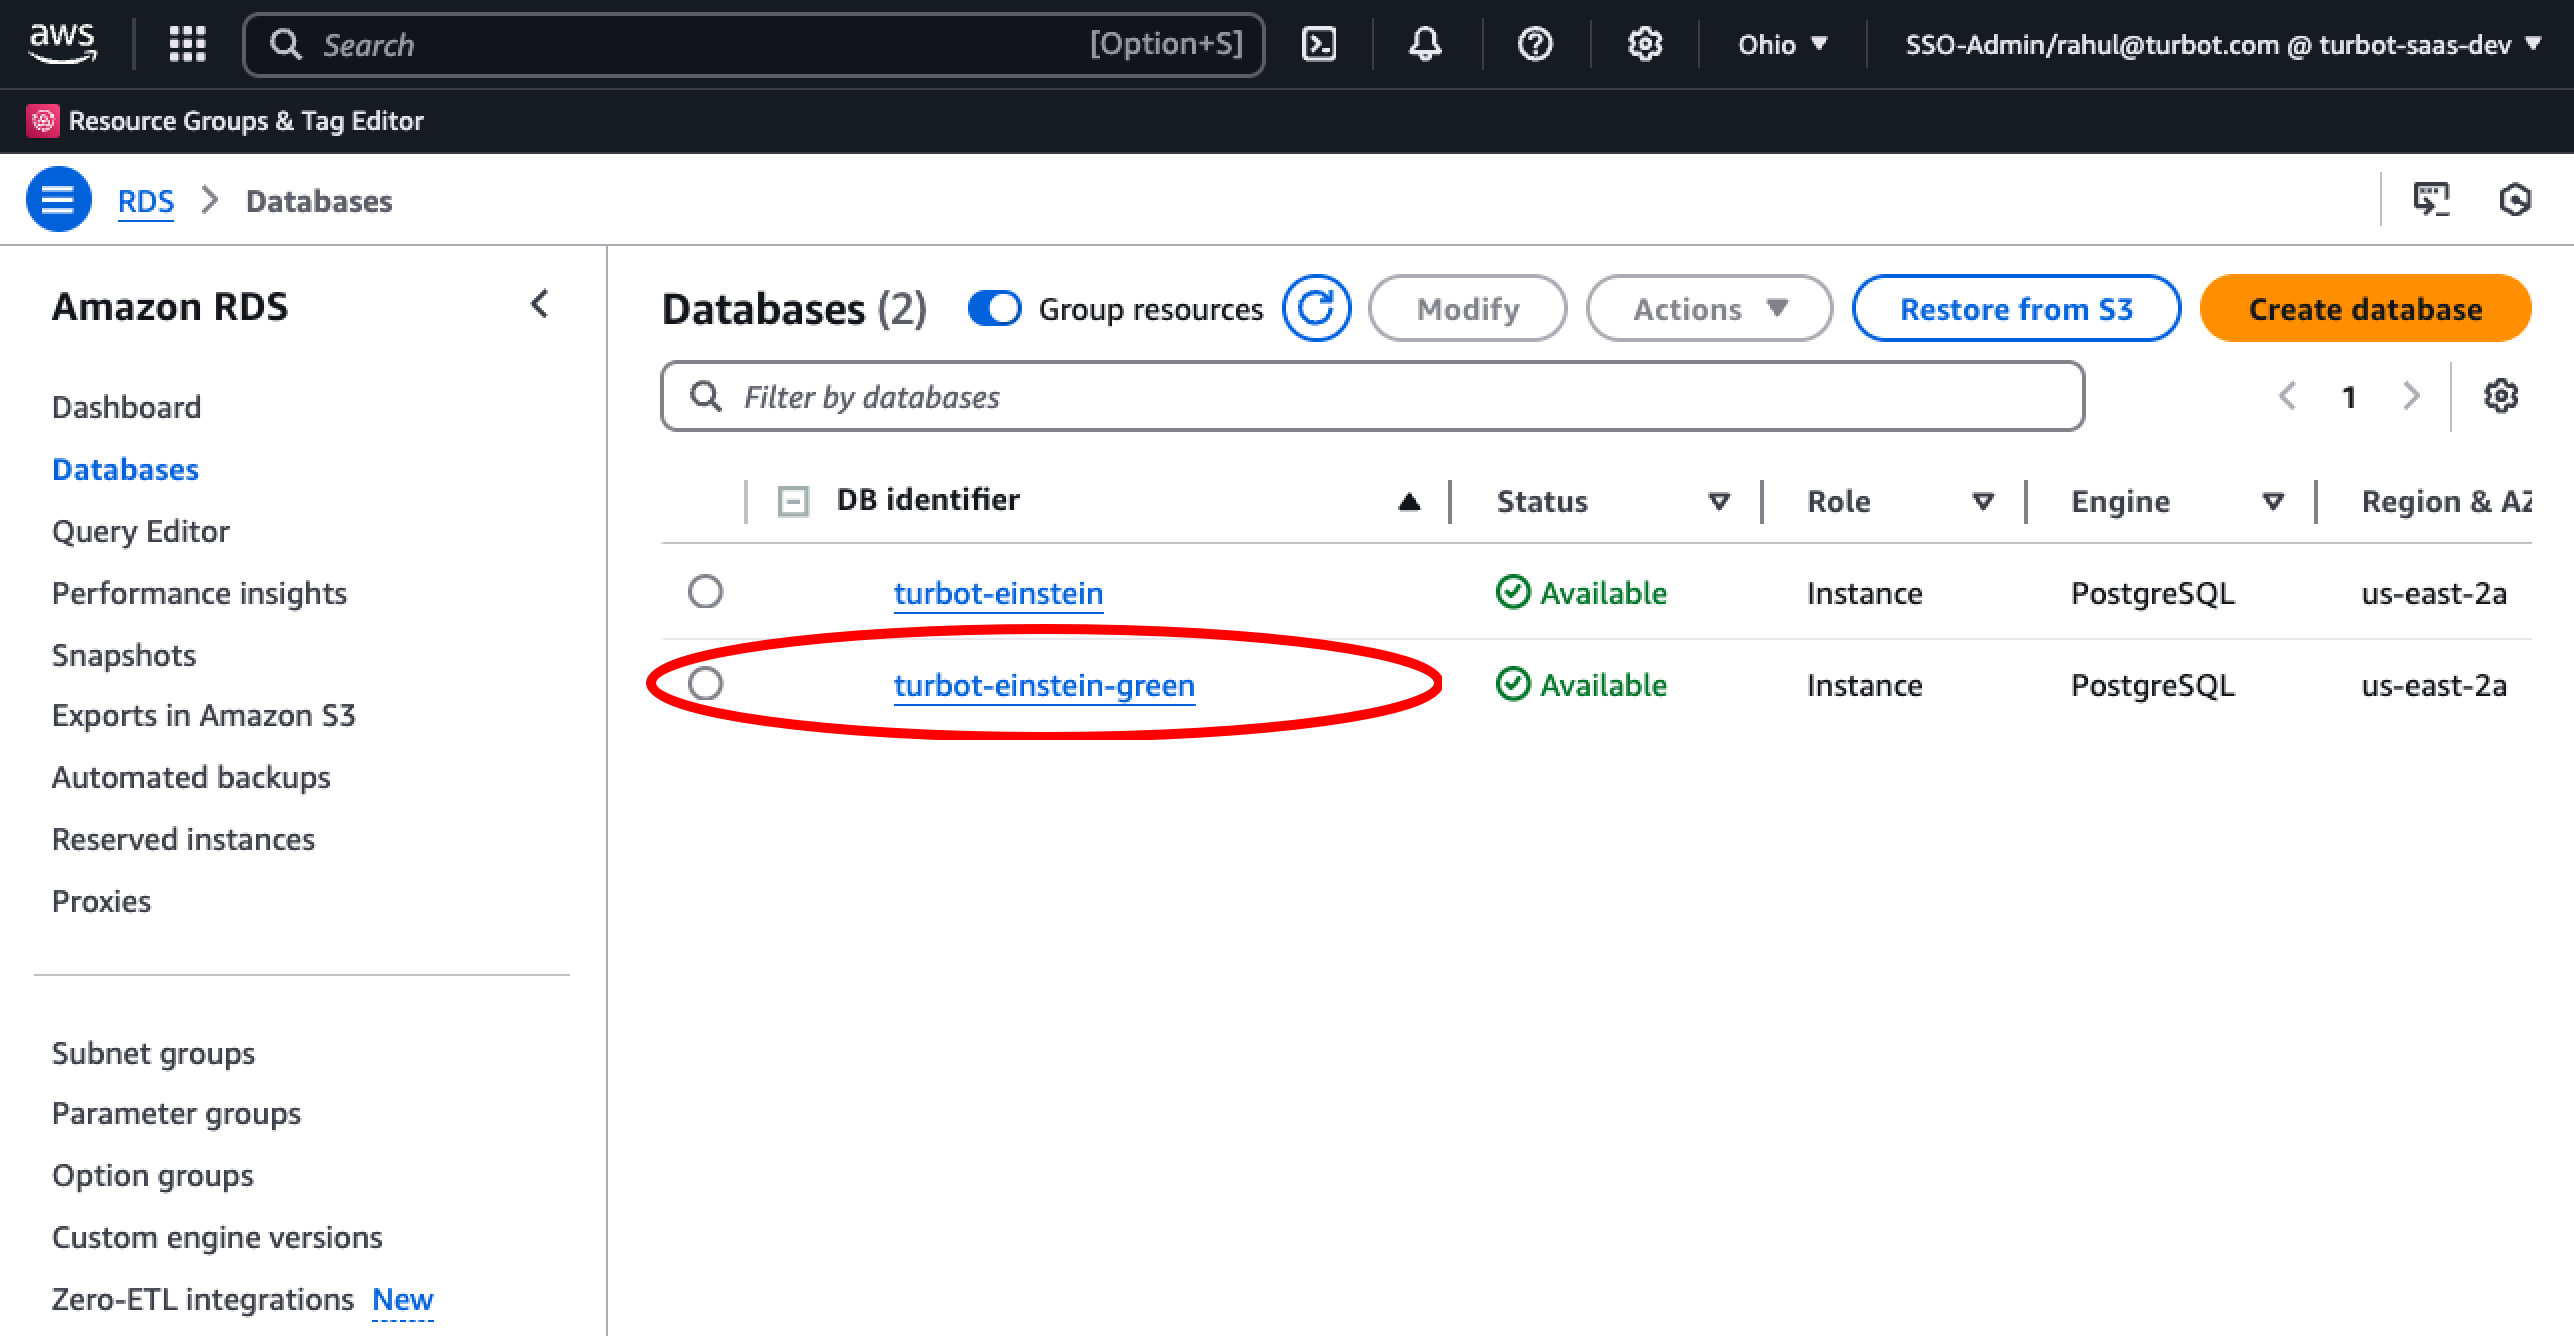 aws Search [Option+S] Ohio SSO-Admin/rahul@turbot.com @ turbot-saas-dev
Resource Groups & Tag Editor
RDS Databases
Amazon RDS
Dashboard
Databases
Query Editor
Performance insights
Snapshots
Exports in Amazon S3
Automated backups
Reserved instances
Proxies
Subnet groups
Parameter groups
Option groups
Custom engine versions
Zero-ETL integrations New
Databases (2) Group resources Modify Actions Restore from S3 Create database
Filter by databases 1
DB identifier Status Role Engine Region & AZ
turbot-einstein Available Instance PostgreSQL us-east-2a
turbot-einstein-green Available Instance PostgreSQL us-east-2a